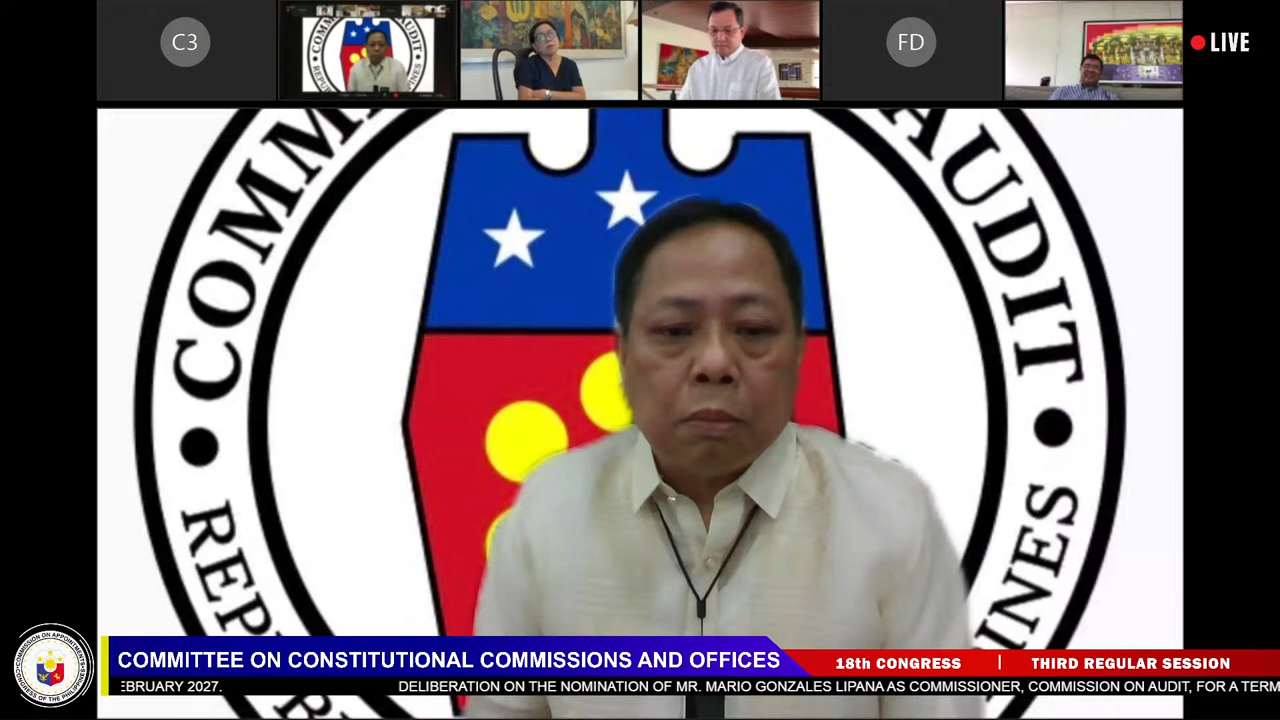 C3
FD
LIVE
COMM
AUDIT
REP
INES
COMMITTEE ON CONSTITUTIONAL COMMISSIONS AND OFFICES
18th CONGRESS | THIRD REGULAR SESSION
EBRUARY 2027. DELIBERATION ON THE NOMINATION OF MR. MARIO GONZALES LIPANA AS COMMISSIONER, COMMISSION ON AUDIT, FOR A TERM